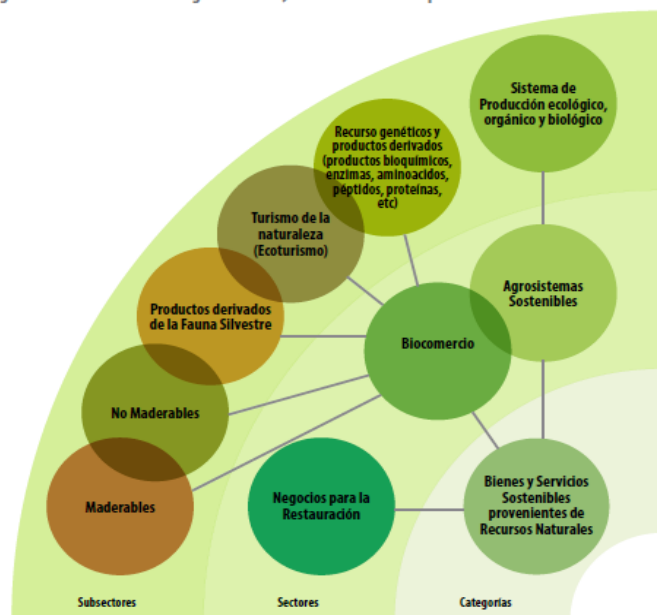 Sistema de
Producción ecológico,
orgánico y biológico
Recurso genéticos y
productos derivados
(productos bioquímicos,
enzimas, aminoacidos,
péptidos, proteínas,
etc)
Turismo de la
naturaleza
(Ecoturismo)
Agrosistemas
Sostenibles
Productos derivados
de la Fauna Silvestre
Biocomercio
No Maderables
Maderables
Negocios para la
Restauración
Bienes y Servicios
Sostenibles
provenientes de
Recursos Naturales
Subsectores
Sectores
Categorías